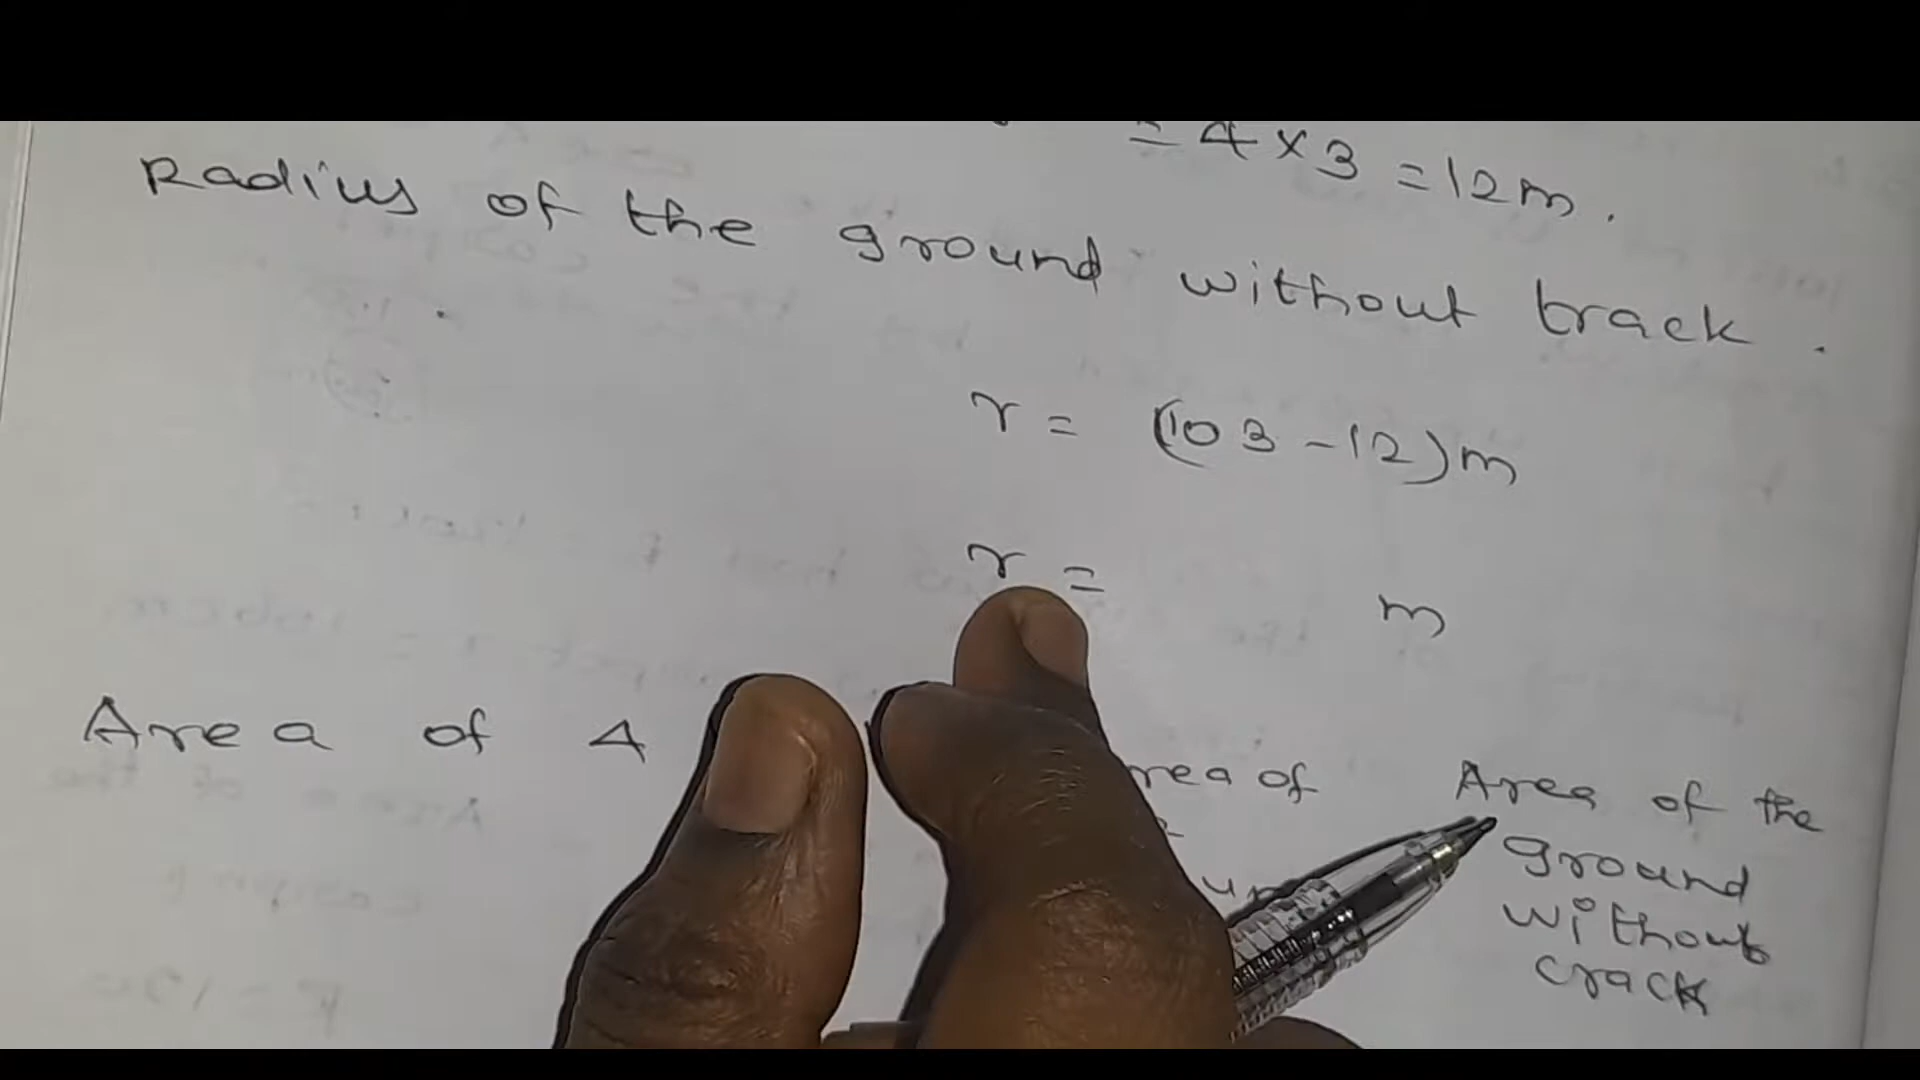 = 4 × 3 = 12m.
Radius of the ground without track.
r = (103 - 12)m
r = m
Area of 4
rea of
Area of the
ground
without
crack